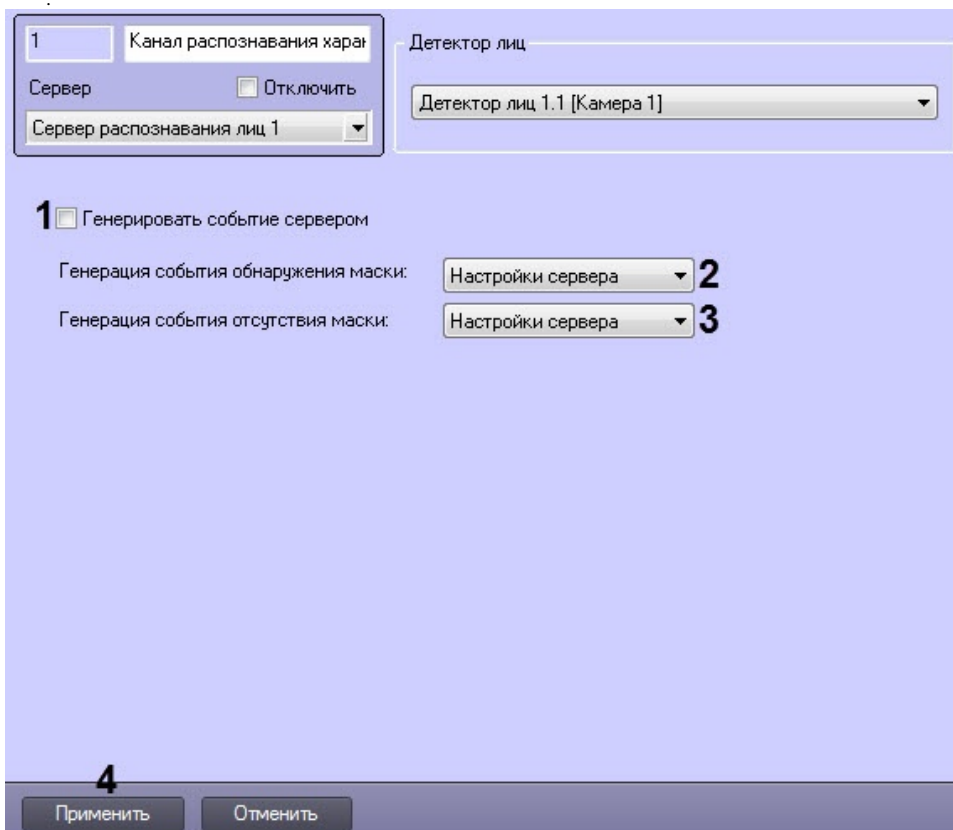 1 Канал распознавания харак
Детектор лиц
Сервер Отключить
Детектор лиц 1.1 [Камера 1]
Сервер распознавания лиц 1
1 Генерировать событие сервером
Генерация события обнаружения маски: Настройки сервера 2
Генерация события отсутствия маски: Настройки сервера 3
4
Применить Отменить